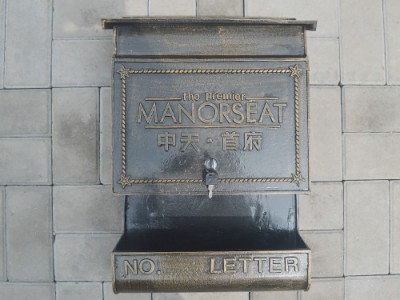 The Premier
MANORSEAT
中天·首府
NO. LETTER